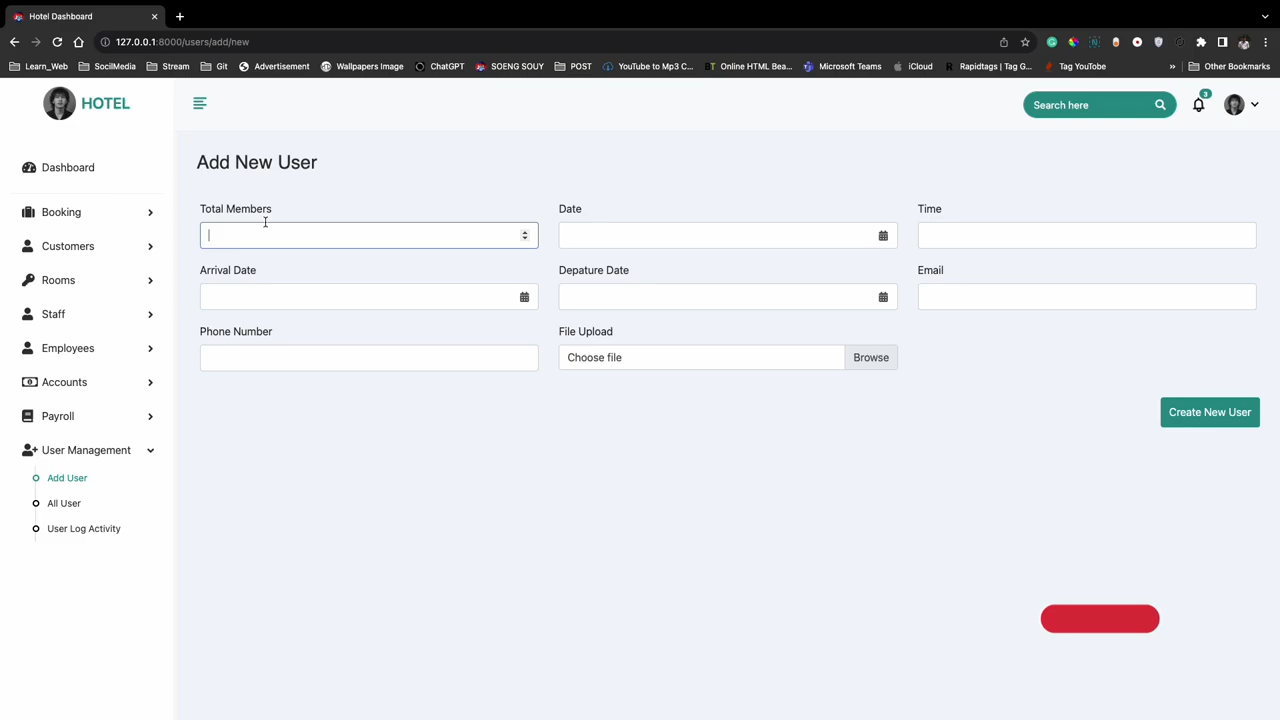 Hotel Dashboard
127.0.0.1:8000/users/add/new
Learn_Web
SocilMedia
Stream
Git
Advertisement
Wallpapers Image
ChatGPT
SOENG SOUY
POST
YouTube to Mp3 C...
BT Online HTML Bea...
Microsoft Teams
iCloud
Rapidtags | Tag G...
Tag YouTube
»
Other Bookmarks
HOTEL
Search here
3
Dashboard
Booking
Customers
Rooms
Staff
Employees
Accounts
Payroll
User Management
Add User
All User
User Log Activity
Add New User
Total Members
Date
Time
Arrival Date
Depature Date
Email
Phone Number
File Upload
Choose file
Browse
Create New User